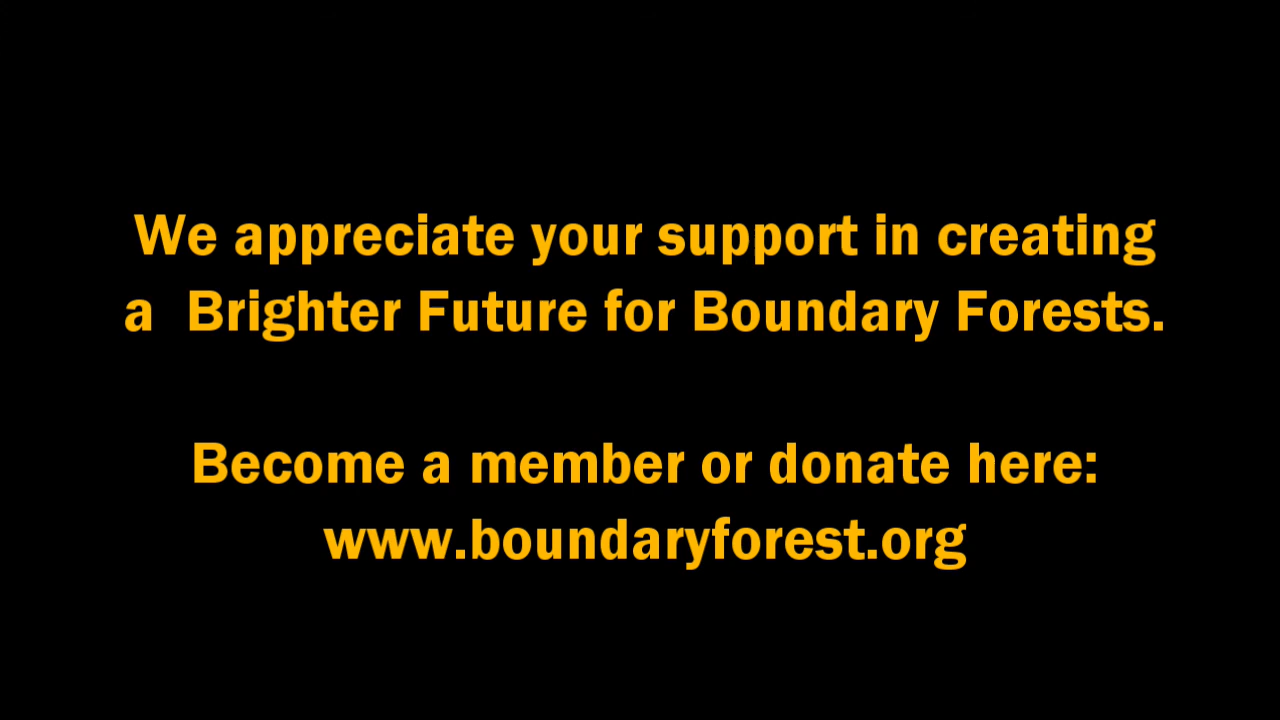 We appreciate your support in creating
a  Brighter Future for Boundary Forests.
Become a member or donate here:
www.boundaryforest.org